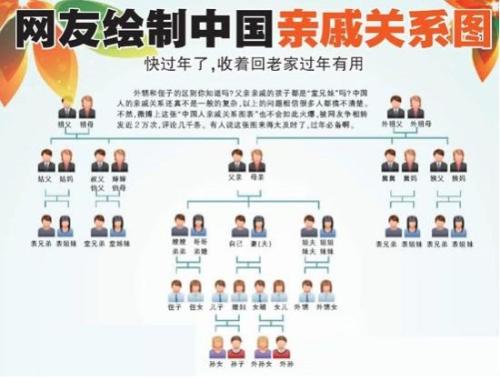 网友绘制中国亲戚关系图
快过年了,收着回老家过年有用
外甥和侄子的区别你知道吗?父亲亲戚的孩子都是“堂兄妹”吗?中国
人的亲戚关系还真不是一般的复杂,以上的问题相信很多人都搞不清楚。
不然,微博上这张“中国人亲戚关系图表”也不会如此火爆,被网友争相转
发近2万次,评论几千条。有人说这张图来得太及时了,过年必备啊。
祖父 祖母 外祖父 外祖母
姑父 姑妈 叔父 婶婶 父亲 母亲 舅舅 舅妈 姨父 姨妈
伯父 伯母
表兄弟 表姐妹 堂兄弟 堂姊妹 嫂嫂 哥哥 自己 妻(夫) 姐夫 姐姐 表兄弟 表姐妹 表兄弟 表姐妹
弟弟 弟媳 妹夫 妹妹
侄子 侄女 儿子 媳妇 女婿 女儿 外甥 外甥女
孙女 孙子 外孙女 外孙